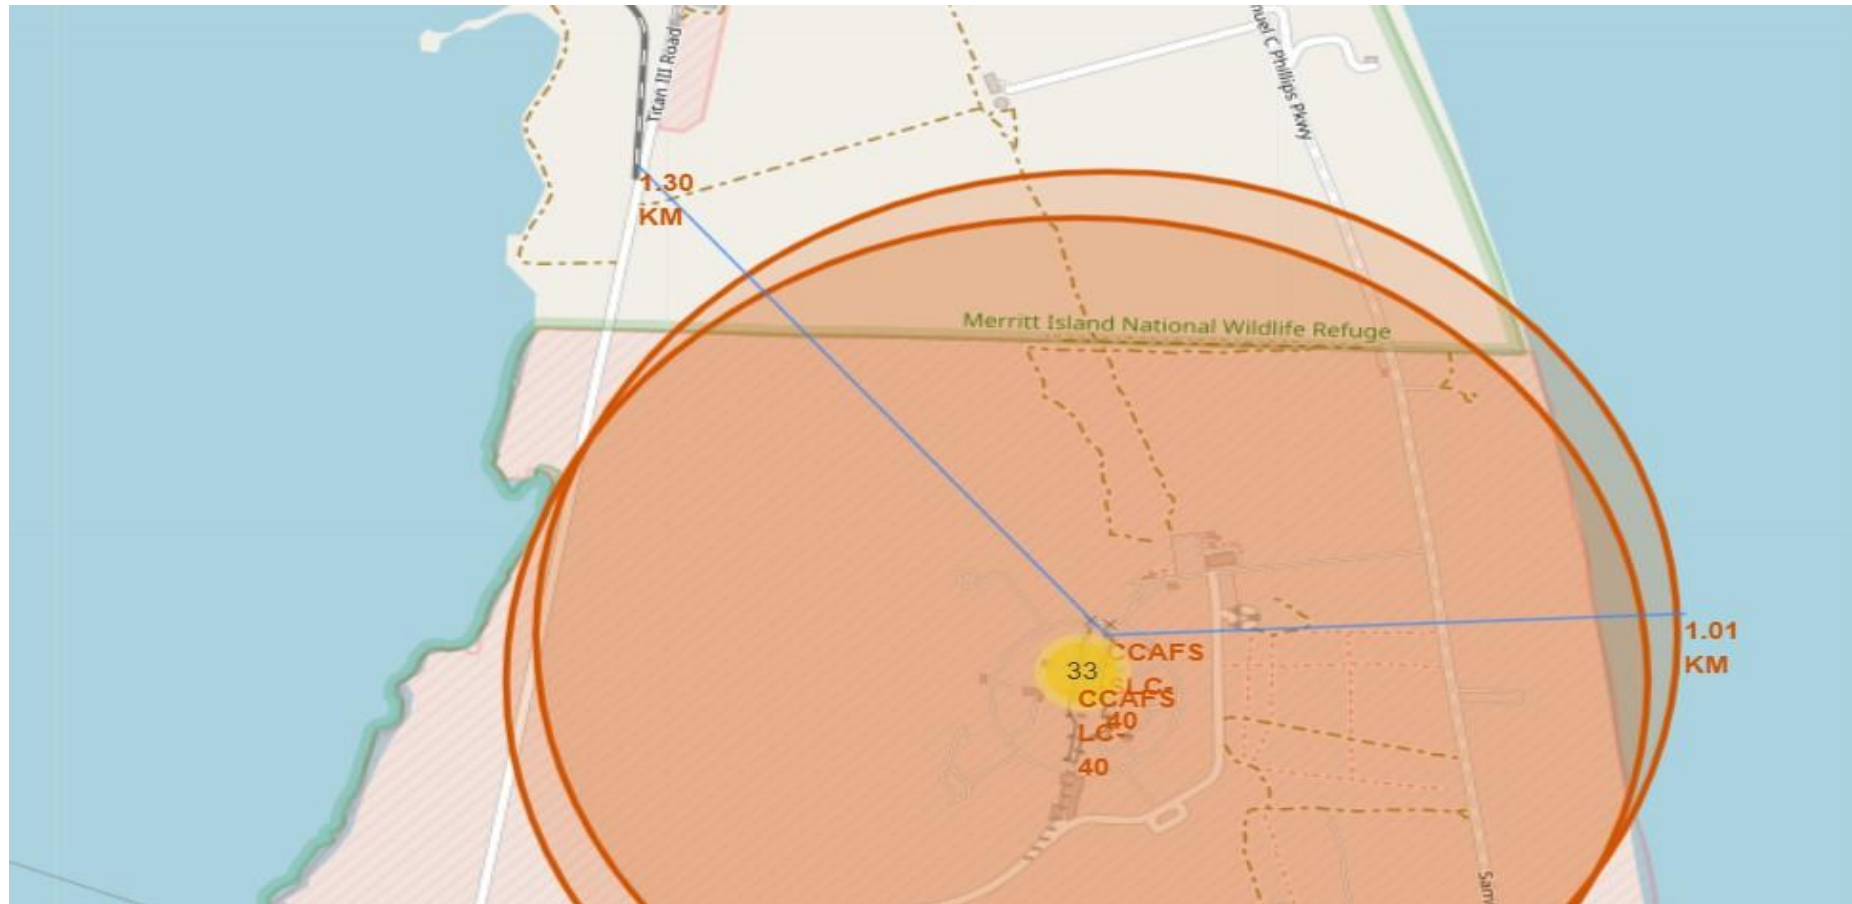 Titan III Road
nuel C Phillips Pkwy
1.30
KM
Merritt Island National Wildlife Refuge
1.01
KM
33
CCAFS
SLC-
40
CCAFS
LC-
40
Sam